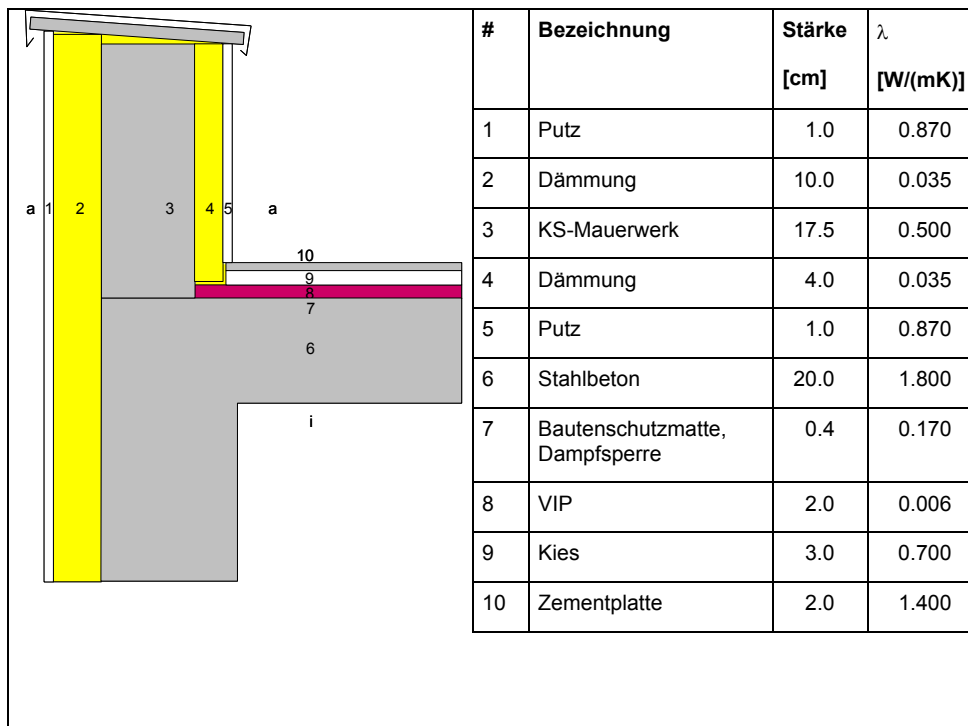 # Bezeichnung Stärke [cm] λ [W/(mK)]
1 Putz 1.0 0.870
2 Dämmung 10.0 0.035
3 KS-Mauerwerk 17.5 0.500
4 Dämmung 4.0 0.035
5 Putz 1.0 0.870
6 Stahlbeton 20.0 1.800
7 Bautenschutzmatte, 0.4 0.170
Dampfsperre
8 VIP 2.0 0.006
9 Kies 3.0 0.700
10 Zementplatte 2.0 1.400
a 1 2 3 4 5 a
10
9
8
7
6
i